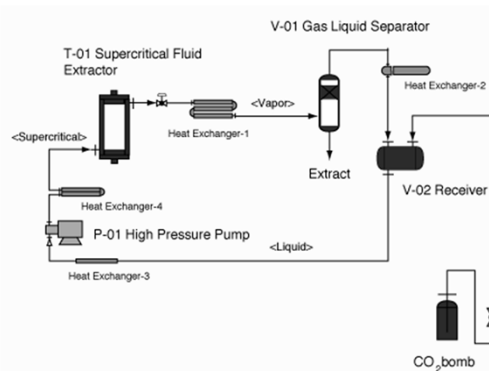 V-01 Gas Liquid Separator
T-01 Supercritical Fluid
Extractor
<Vapor>
Heat Exchanger-2
Heat Exchanger-1
<Supercritical>
Extract
V-02 Receiver
Heat Exchanger-4
P-01 High Pressure Pump
<Liquid>
Heat Exchanger-3
CO2bomb